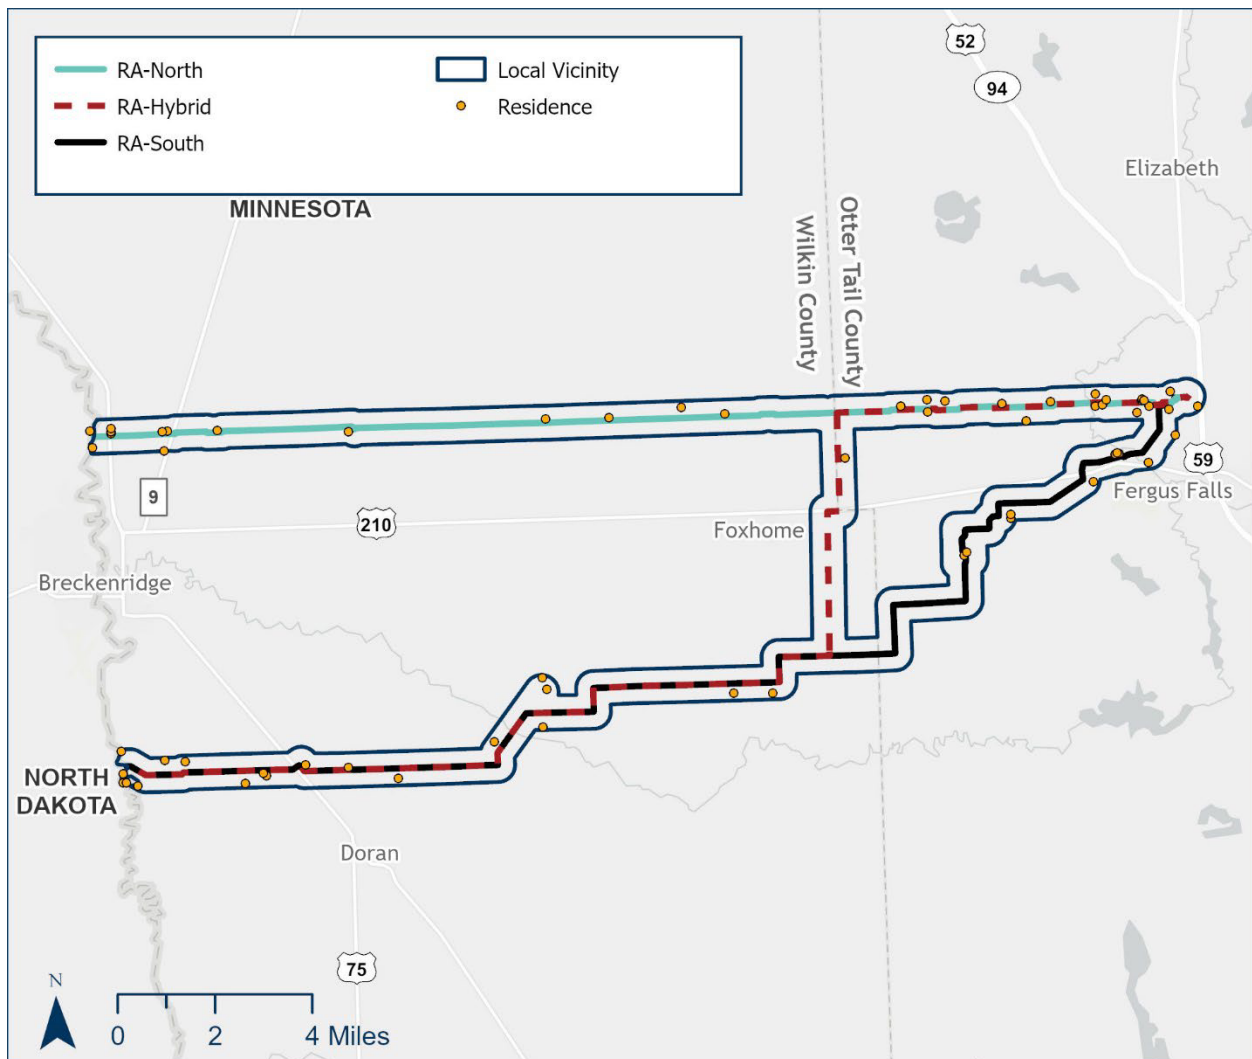 RA-North
RA-Hybrid
RA-South
Local Vicinity
Residence
52
94
Elizabeth
MINNESOTA
Wilkin County
Otter Tail County
9
210
Foxhome
59
Fergus Falls
Breckenridge
NORTH
DAKOTA
Doran
75
N
0 2 4 Miles